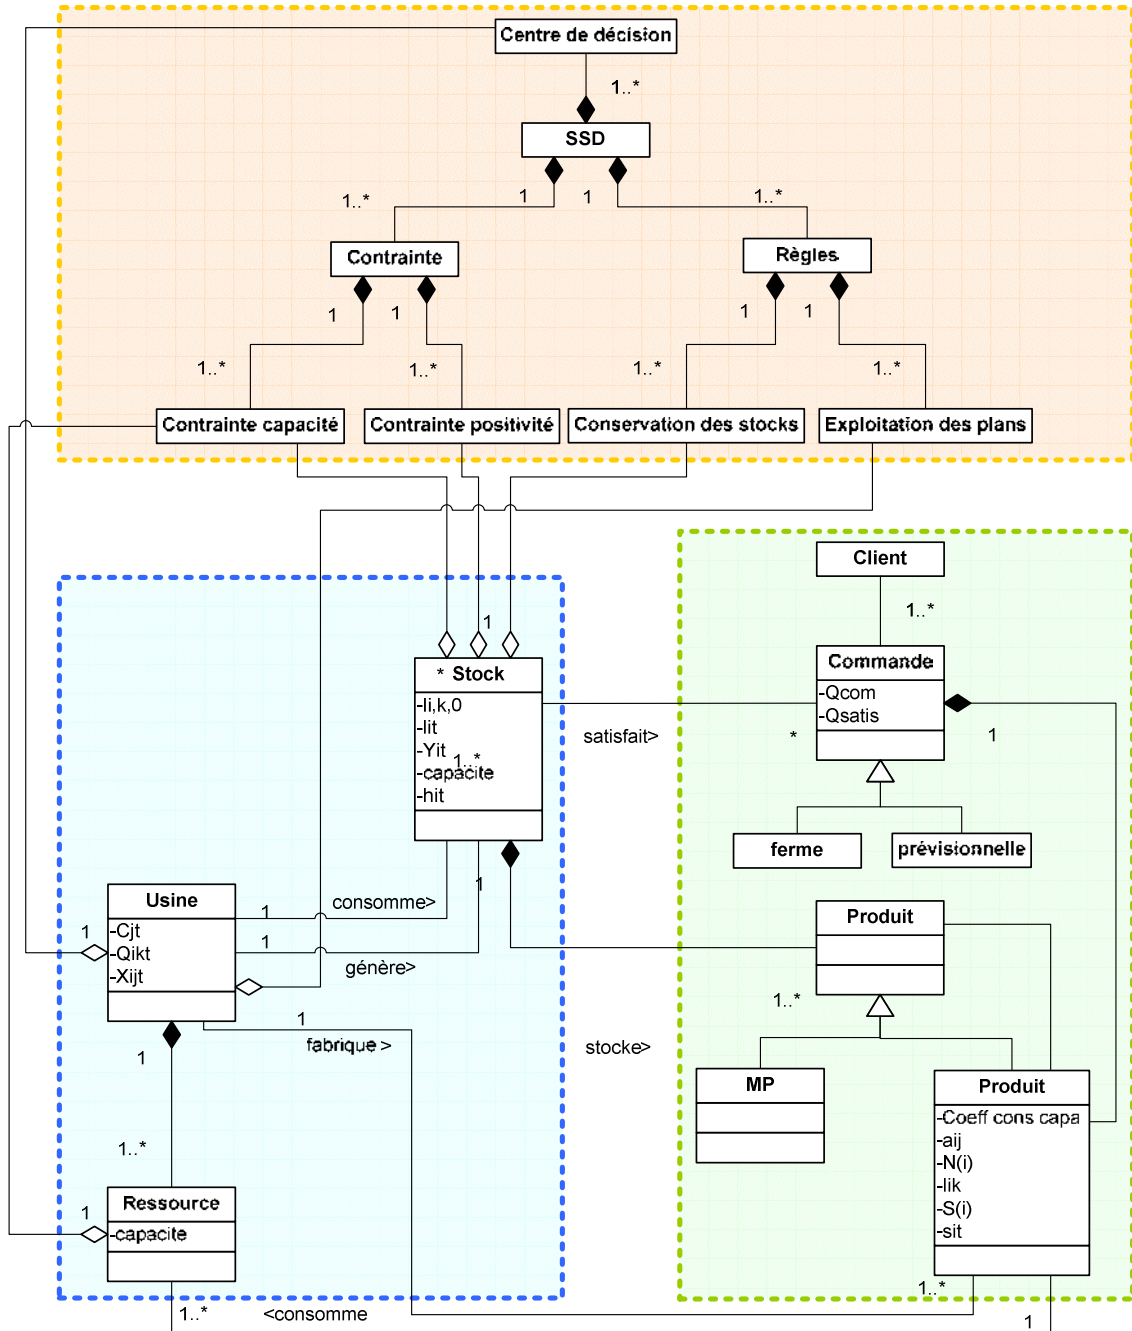 Centre de décision
1..*
SSD
1
1
1..*
1..*
Contrainte
Règles
1
1
1
1
1..*
1..*
1..*
1..*
Contrainte capacité
Contrainte positivité
Conservation des stocks
Exploitation des plans
Client
1..*
1
* Stock
-Ii,k,0
-Iit
-Yit
1..*
-capacite
-hit
Commande
-Qcom
-Qsatis
satisfait>
*
1
ferme
prévisionnelle
1
Usine
-Cjt
-Qikt
-Xijt
1
1
consomme>
1
génère>
Produit
1..*
1
fabrique >
1
stocke>
MP
Produit
-Coeff cons capa
-aij
-N(i)
-lik
-S(i)
-sit
1..*
Ressource
-capacite
1
1..*
1..*
<consomme
1